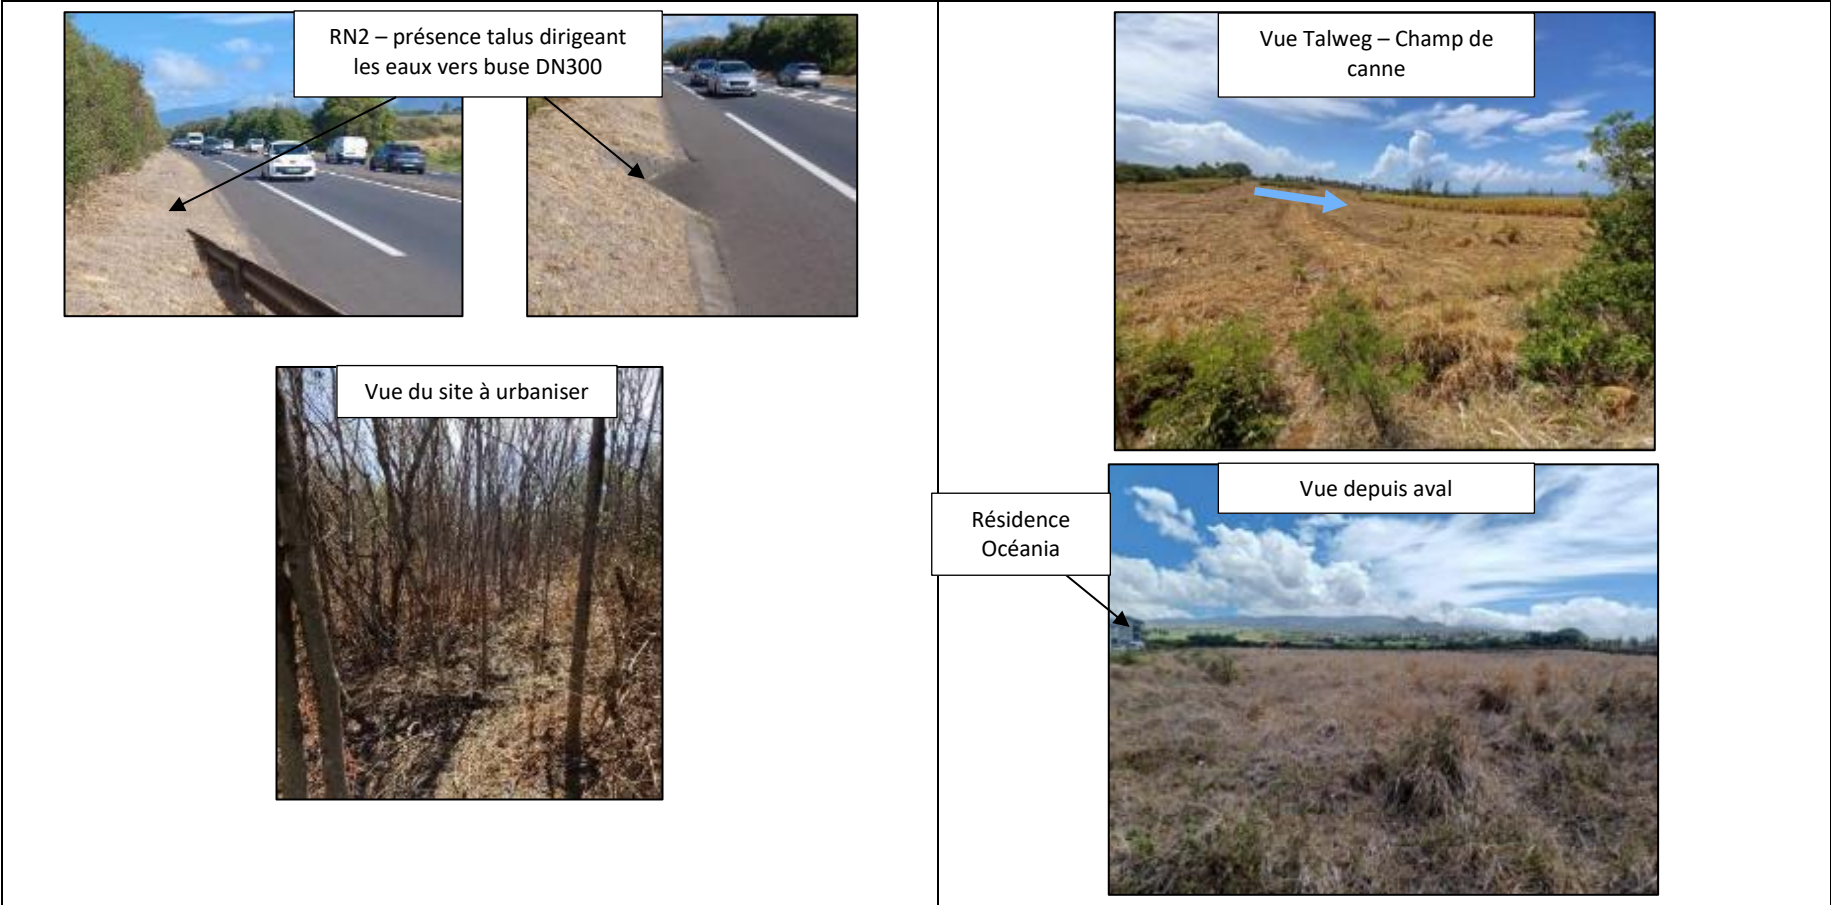 RN2 – présence talus dirigeant
les eaux vers buse DN300
Vue du site à urbaniser
Vue Talweg – Champ de
canne
Vue depuis aval
Résidence
Océania